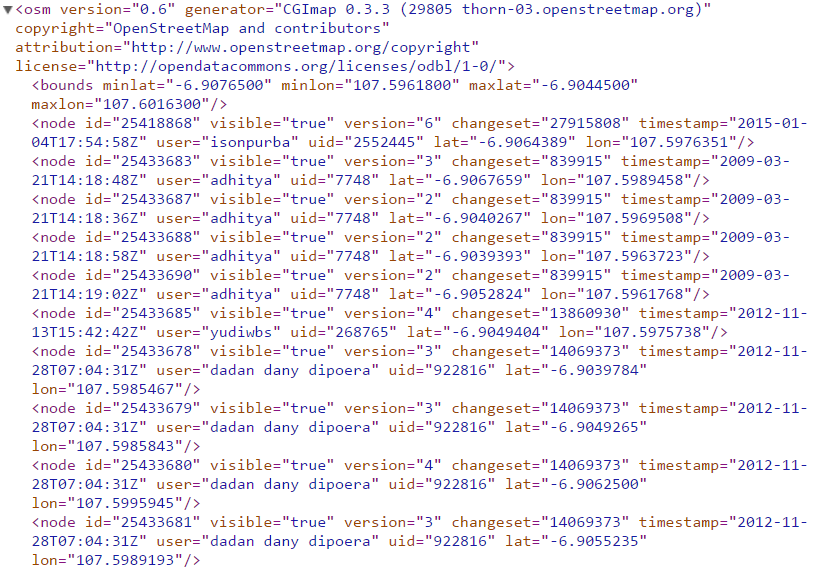 ▼<osm version="0.6" generator="CGImap 0.3.3 (29805 thorn-03.openstreetmap.org)"
copyright="OpenStreetMap and contributors"
attribution="http://www.openstreetmap.org/copyright"
license="http://opendatacommons.org/licenses/odbl/1-0/">
<bounds minlat="-6.9076500" minlon="107.5961800" maxlat="-6.9044500"
maxlon="107.6016300"/>
<node id="25418868" visible="true" version="6" changeset="27915808" timestamp="2015-01-
04T17:54:58Z" user="isonpurba" uid="2552445" lat="-6.9064389" lon="107.5976351"/>
<node id="25433683" visible="true" version="3" changeset="839915" timestamp="2009-03-
21T14:18:48Z" user="adhitya" uid="7748" lat="-6.9067659" lon="107.5989458"/>
<node id="25433687" visible="true" version="2" changeset="839915" timestamp="2009-03-
21T14:18:36Z" user="adhitya" uid="7748" lat="-6.9040267" lon="107.5969508"/>
<node id="25433688" visible="true" version="2" changeset="839915" timestamp="2009-03-
21T14:18:58Z" user="adhitya" uid="7748" lat="-6.9039393" lon="107.5963723"/>
<node id="25433690" visible="true" version="2" changeset="839915" timestamp="2009-03-
21T14:19:02Z" user="adhitya" uid="7748" lat="-6.9052824" lon="107.5961768"/>
<node id="25433685" visible="true" version="4" changeset="13860930" timestamp="2012-11-
13T15:42:42Z" user="yudiwbs" uid="268765" lat="-6.9049404" lon="107.5975738"/>
<node id="25433678" visible="true" version="3" changeset="14069373" timestamp="2012-11-
28T07:04:31Z" user="dadan dany dipoera" uid="922816" lat="-6.9039784"
lon="107.5985467"/>
<node id="25433679" visible="true" version="3" changeset="14069373" timestamp="2012-11-
28T07:04:31Z" user="dadan dany dipoera" uid="922816" lat="-6.9049265"
lon="107.5985843"/>
<node id="25433680" visible="true" version="4" changeset="14069373" timestamp="2012-11-
28T07:04:31Z" user="dadan dany dipoera" uid="922816" lat="-6.9062500"
lon="107.5995945"/>
<node id="25433681" visible="true" version="3" changeset="14069373" timestamp="2012-11-
28T07:04:31Z" user="dadan dany dipoera" uid="922816" lat="-6.9055235"
lon="107.5989193"/>